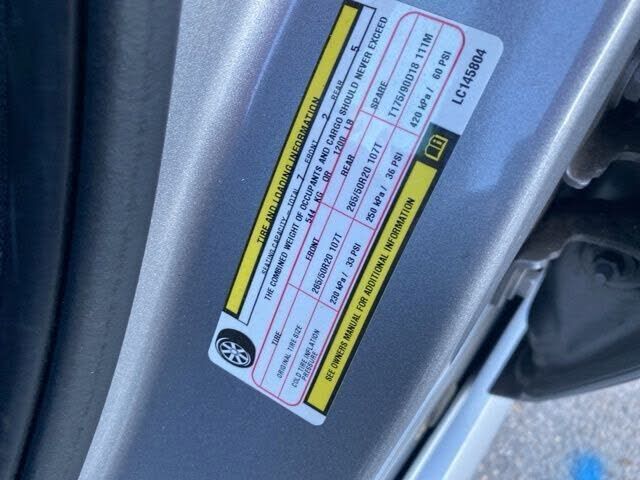 TIRE AND LOADING INFORMATION
SEATING CAPACITY – TOTAL 7 FRONT 2 REAR 5
THE COMBINED WEIGHT OF OCCUPANTS AND CARGO SHOULD NEVER EXCEED
544 KG OR 1200 LB
TIRE FRONT REAR SPARE
ORIGINAL TIRE SIZE 265/50R20 107T 265/50R20 107T T175/90D18 111M
COLD TIRE INFLATION PRESSURE 230 kPa / 33 PSI 250 kPa / 36 PSI 420 kPa / 60 PSI
SEE OWNERS MANUAL FOR ADDITIONAL INFORMATION
LC145804